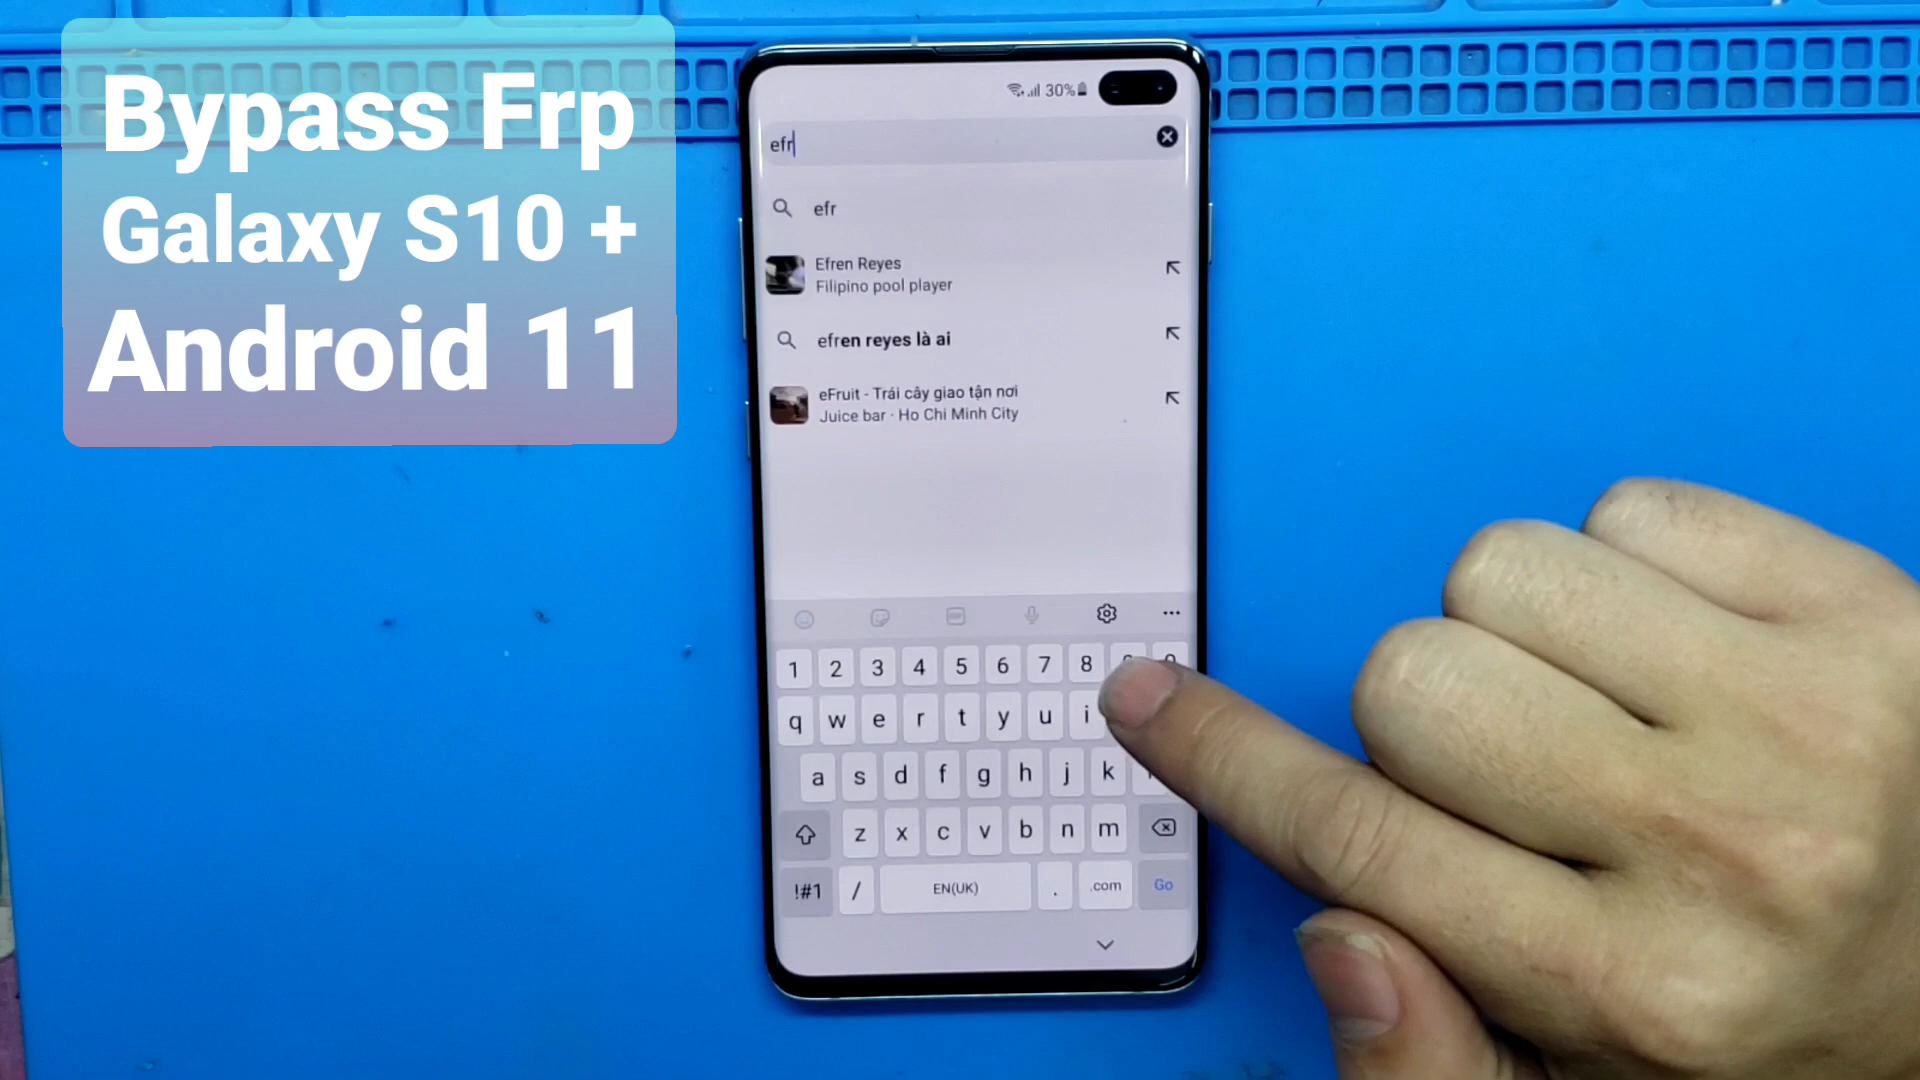 Bypass Frp
Galaxy S10 +
Android 11
30%
efr
efr
Efren Reyes
Filipino pool player
efren reyes là ai
eFruit - Trái cây giao tận nơi
Juice bar · Ho Chi Minh City
1 2 3 4 5 6 7 8
q w e r t y u i
a s d f g h j k
z x c v b n m
!#1 / EN(UK) . .com Go